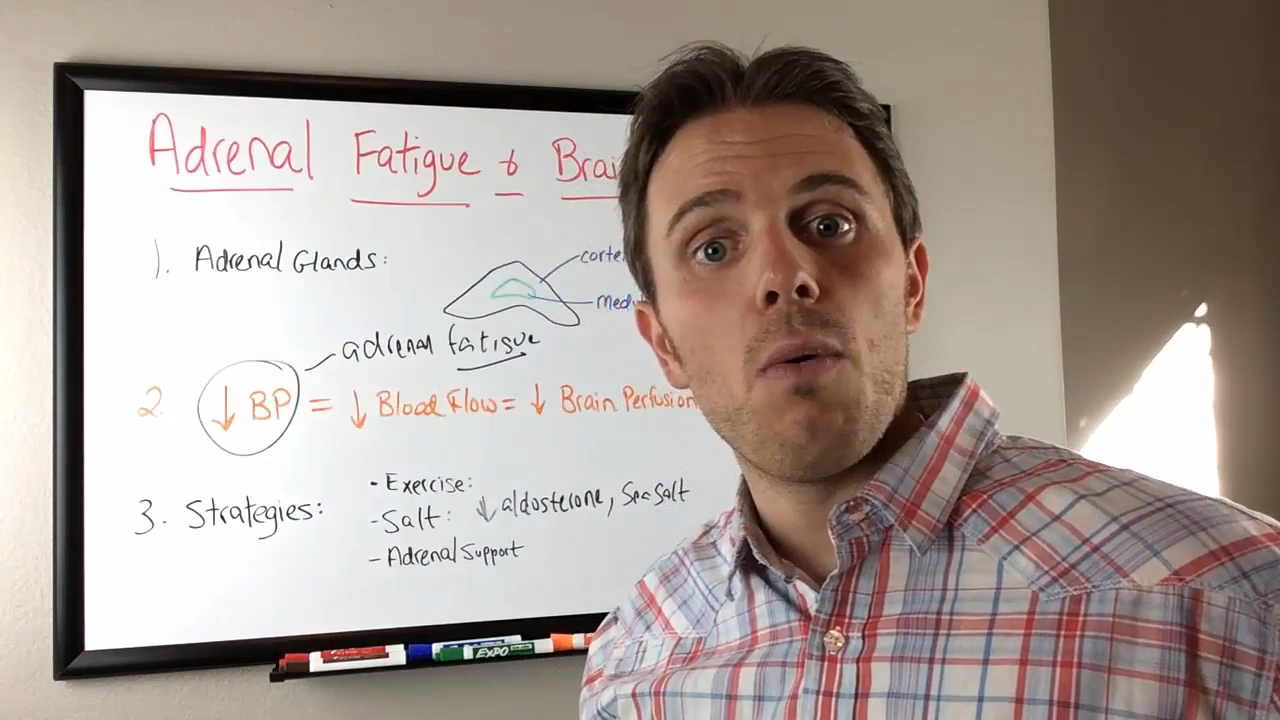 Adrenal Fatigue & Brai
1. Adrenal Glands:
corte
med
adrenal fatigue
2. ↓ BP = ↓ Blood Flow = ↓ Brain Perfusion
3. Strategies:
- Exercise:
- Salt: ↓ aldosterone, Sea Salt
- Adrenal Support
EXPO